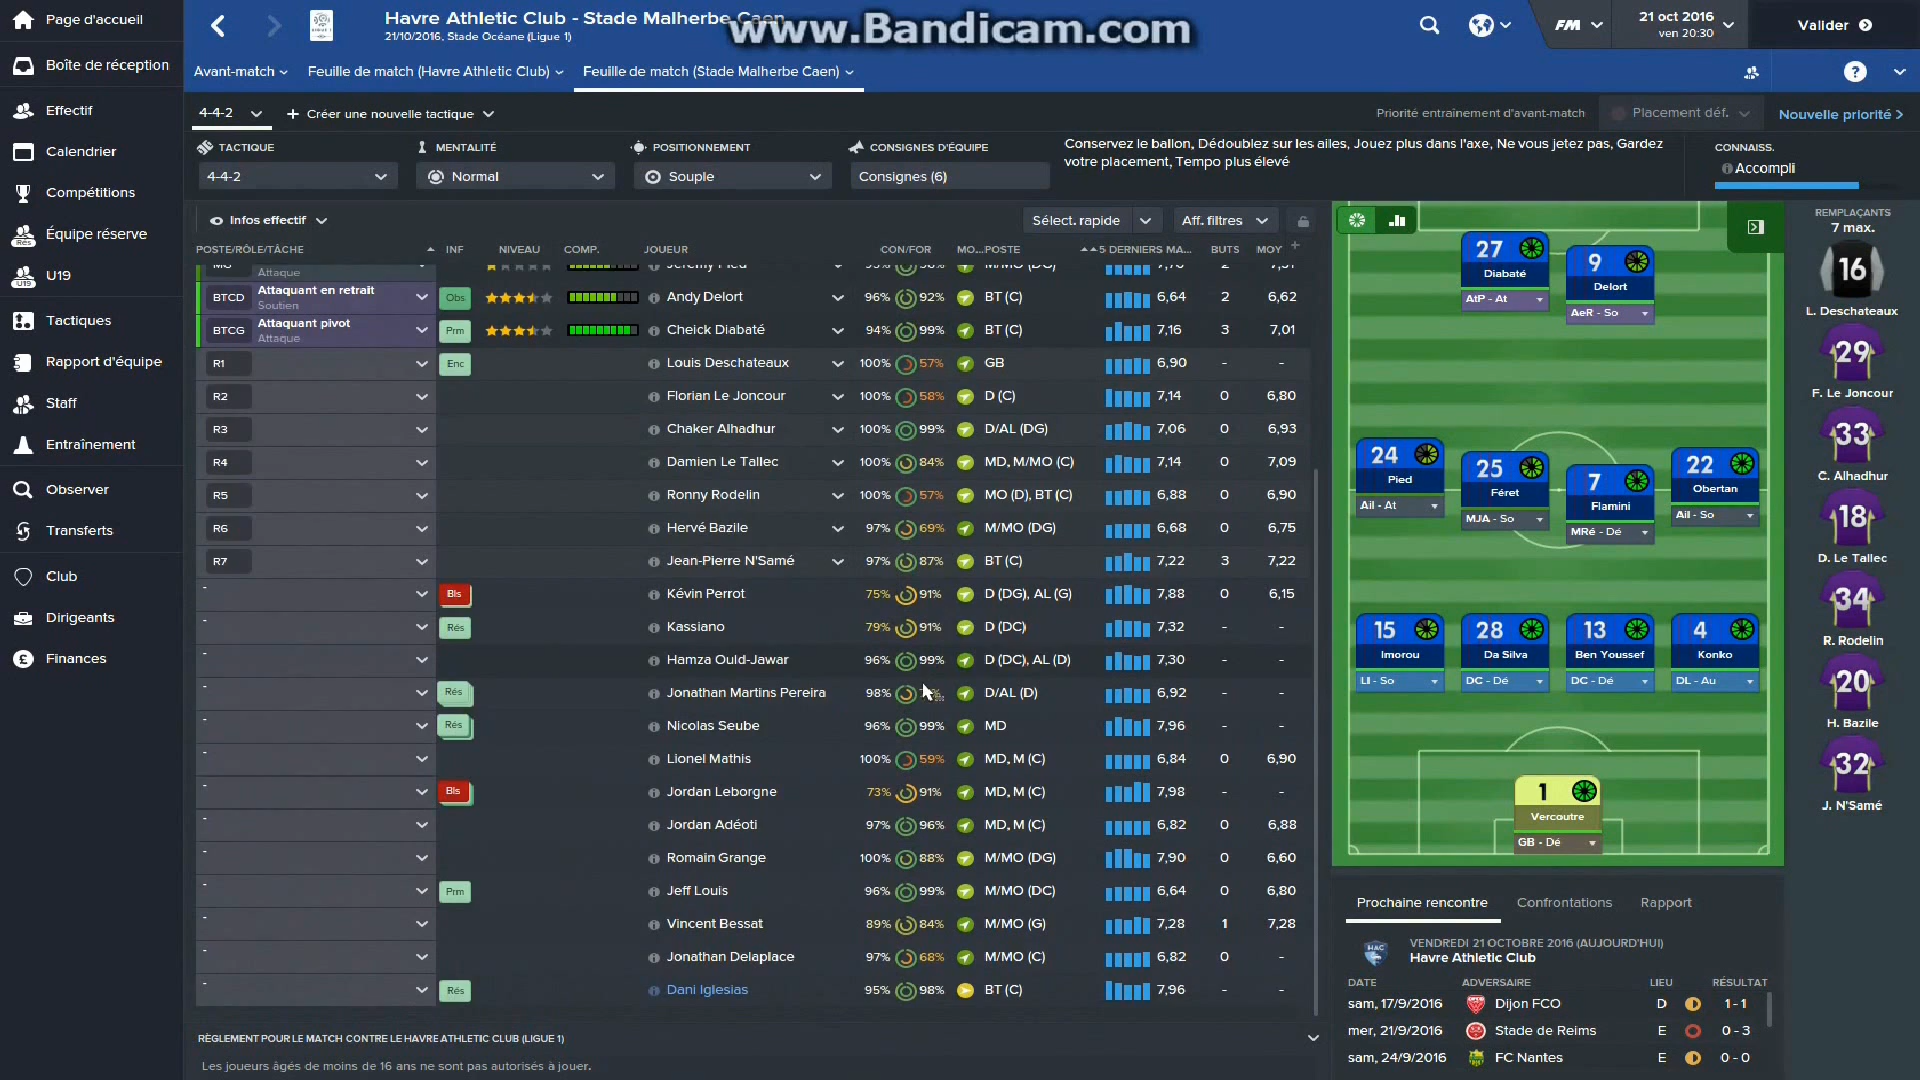 Page d'accueil
Boîte de réception
Effectif
Calendrier
Compétitions
Équipe réserve
U19
Tactiques
Rapport d'équipe
Staff
Entraînement
Observer
Transferts
Club
Dirigeants
Finances
Havre Athletic Club - Stade Malherbe Caen
21/10/2016, Stade Océane (Ligue 1)
www.Bandicam.com
FM
21 oct 2016
ven 20:30
Valider
Avant-match
Feuille de match (Havre Athletic Club)
Feuille de match (Stade Malherbe Caen)
4-4-2
Créer une nouvelle tactique
Priorité entraînement d'avant-match
Placement déf.
Nouvelle priorité >
TACTIQUE
4-4-2
MENTALITÉ
Normal
POSITIONNEMENT
Souple
CONSIGNES D'ÉQUIPE
Consignes (6)
Conservez le ballon, Dédoublez sur les ailes, Jouez plus dans l'axe, Ne vous jetez pas, Gardez
votre placement, Tempo plus élevé
CONNAISS.
Accompli
Infos effectif
Sélect. rapide
Aff. filtres
POSTE/RÔLE/TÂCHE INF NIVEAU COMP. JOUEUR CON/FOR MO... POSTE 5 DERNIERS MA... BUTS MOY
Attaque
BTCD Attaquant en retrait Soutien Obs Andy Delort 96% 92% BT (C) 6,64 2 6,62
BTCG Attaquant pivot Attaque Prm Cheick Diabaté 94% 99% BT (C) 7,16 3 7,01
R1 Enc Louis Deschateaux 100% 57% GB 6,90 - -
R2 Florian Le Joncour 100% 58% D (C) 7,14 0 6,80
R3 Chaker Alhadhur 100% 99% D/AL (DG) 7,06 0 6,93
R4 Damien Le Tallec 100% 84% MD, M/MO (C) 7,14 0 7,09
R5 Ronny Rodelin 100% 57% MO (D), BT (C) 6,88 0 6,90
R6 Hervé Bazile 97% 69% M/MO (DG) 6,68 0 6,75
R7 Jean-Pierre N'Samé 97% 87% BT (C) 7,22 3 7,22
- Bls Kévin Perrot 75% 91% D (DG), AL (G) 7,88 0 6,15
- Rés Kassiano 79% 91% D (DC) 7,32 - -
- Hamza Ould-Jawar 96% 99% D (DC), AL (D) 7,30 - -
- Rés Jonathan Martins Pereira 98% D/AL (D) 6,92 - -
- Rés Nicolas Seube 96% 99% MD 7,96 - -
- Lionel Mathis 100% 59% MD, M (C) 6,84 0 6,90
- Bls Jordan Leborgne 73% 91% MD, M (C) 7,98 - -
- Jordan Adéoti 97% 96% MD, M (C) 6,82 0 6,88
- Romain Grange 100% 88% M/MO (DG) 7,90 0 6,60
- Prm Jeff Louis 96% 99% M/MO (DC) 6,64 0 6,80
- Vincent Bessat 89% 84% M/MO (G) 7,28 1 7,28
- Jonathan Delaplace 97% 68% M/MO (C) 6,82 0 -
- Rés Dani Iglesias 95% 98% BT (C) 7,96 - -
RÈGLEMENT POUR LE MATCH CONTRE LE HAVRE ATHLETIC CLUB (LIGUE 1)
Les joueurs âgés de moins de 16 ans ne sont pas autorisés à jouer.
27 Diabaté AtP - At
9 Delort AeR - So
24 Pied Ail - At
25 Féret MJA - So
7 Flamini MRé - Dé
22 Obertan Ail - So
15 Imorou LI - So
28 Da Silva DC - Dé
13 Ben Youssef DC - Dé
4 Konko DL - Au
1 Vercoutre GB - Dé
REMPLAÇANTS
7 max.
16
L. Deschateaux
29
F. Le Joncour
33
C. Alhadhur
18
D. Le Tallec
34
R. Rodelin
20
H. Bazile
32
J. N'Samé
Prochaine rencontre
Confrontations
Rapport
HAC
VENDREDI 21 OCTOBRE 2016 (AUJOURD'HUI)
Havre Athletic Club
DATE ADVERSAIRE LIEU RÉSULTAT
sam, 17/9/2016 Dijon FCO D 1 - 1
mer, 21/9/2016 Stade de Reims E 0 - 3
sam, 24/9/2016 FC Nantes E 0 - 0